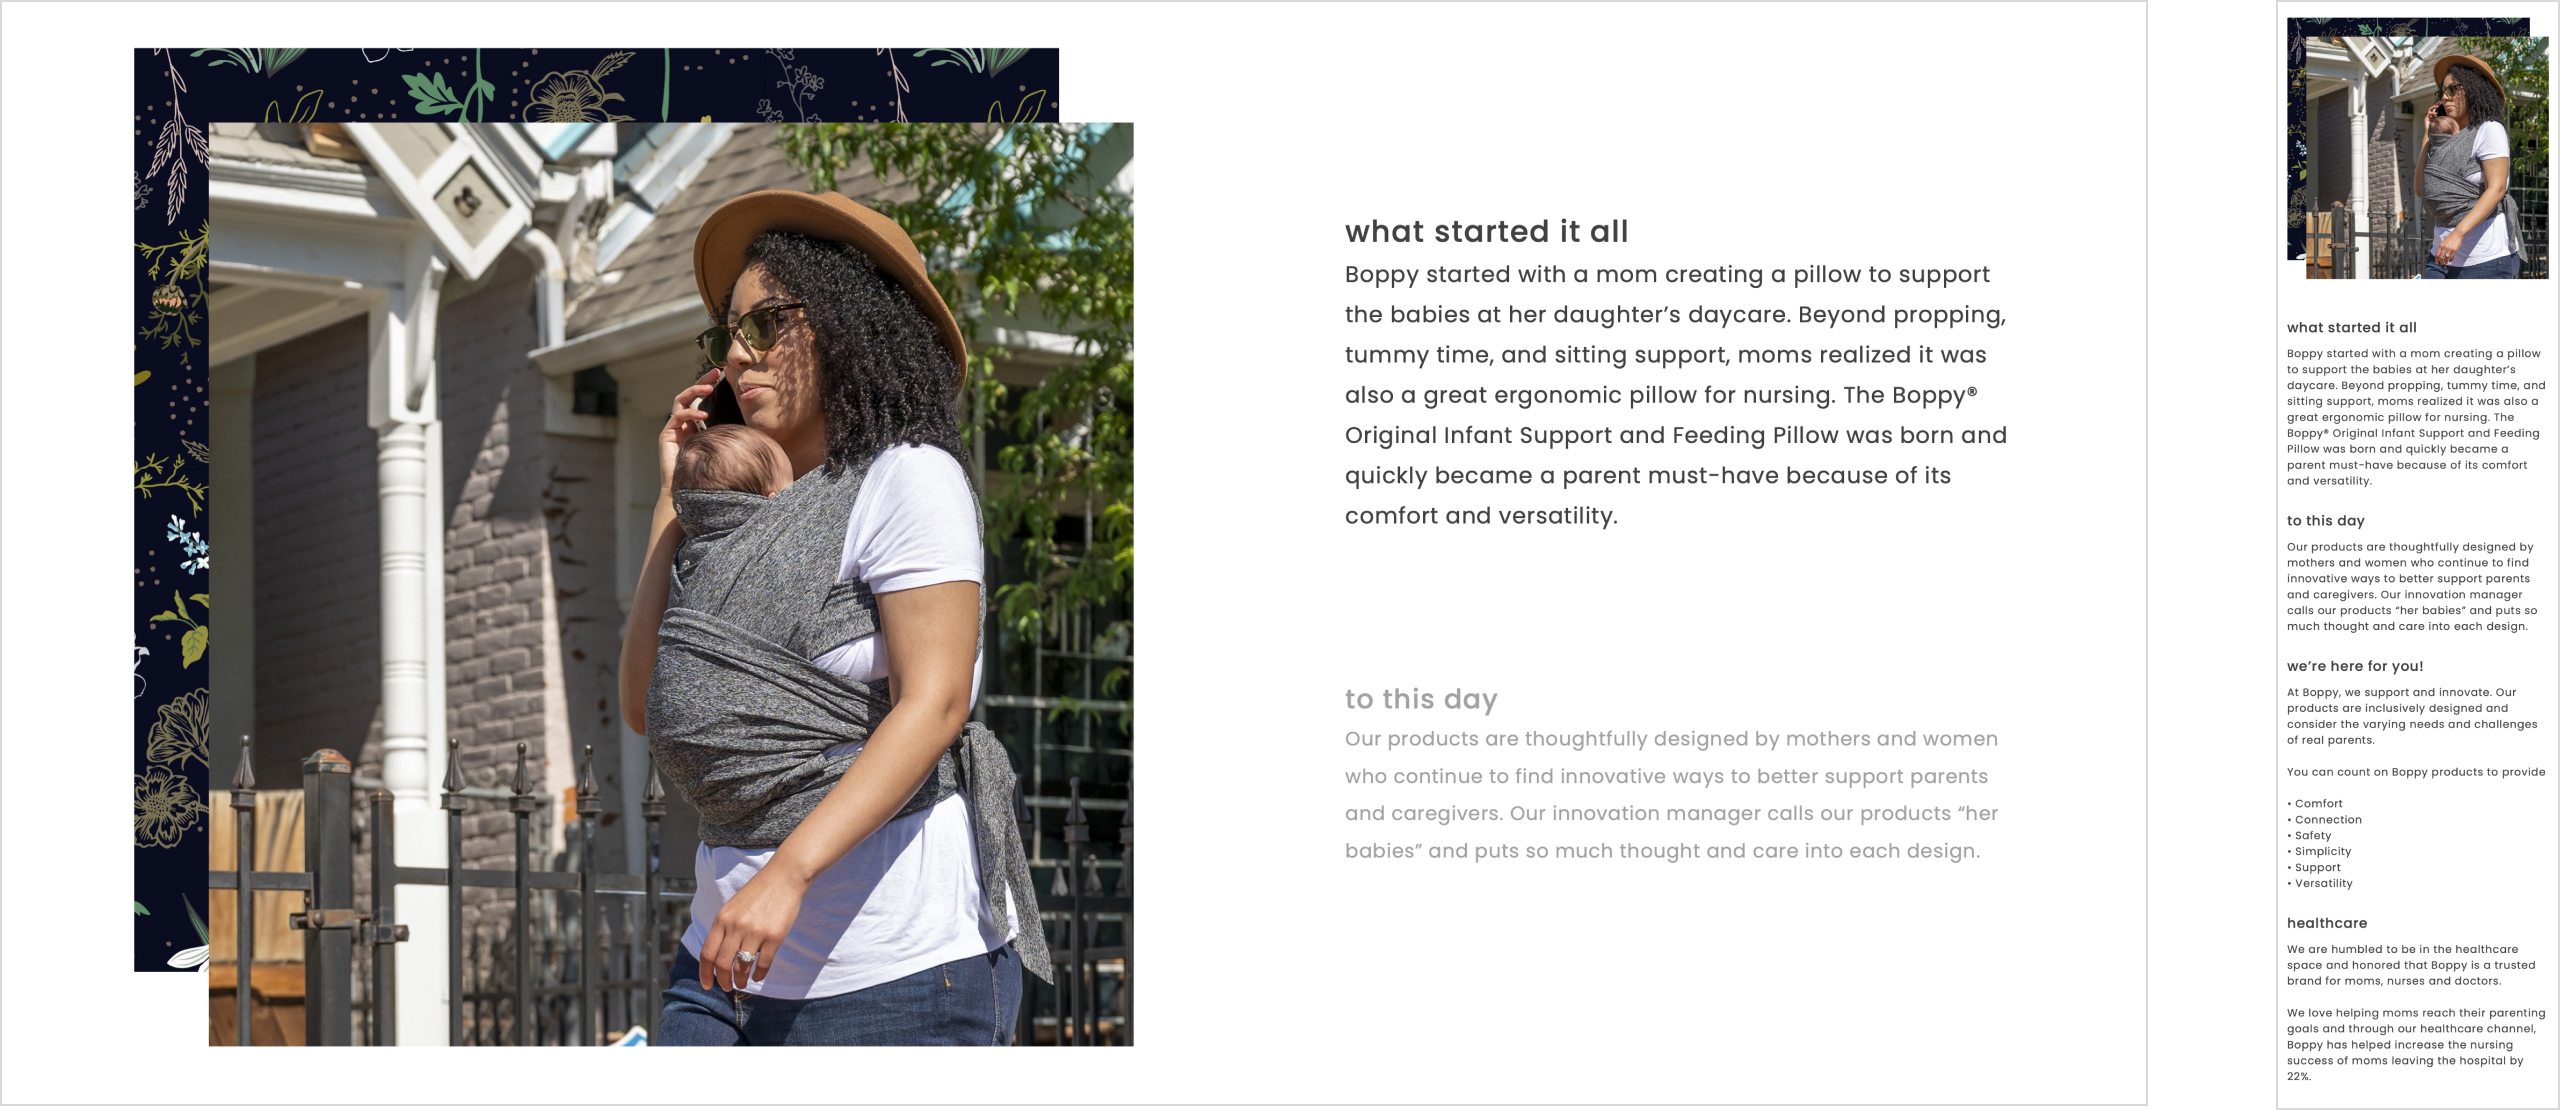 what started it all
Boppy started with a mom creating a pillow to support
the babies at her daughter’s daycare. Beyond propping,
tummy time, and sitting support, moms realized it was
also a great ergonomic pillow for nursing. The Boppy®
Original Infant Support and Feeding Pillow was born and
quickly became a parent must-have because of its
comfort and versatility.
to this day
Our products are thoughtfully designed by mothers and women
who continue to find innovative ways to better support parents
and caregivers. Our innovation manager calls our products “her
babies” and puts so much thought and care into each design.
what started it all
Boppy started with a mom creating a pillow
to support the babies at her daughter’s
daycare. Beyond propping, tummy time, and
sitting support, moms realized it was also a
great ergonomic pillow for nursing. The
Boppy® Original Infant Support and Feeding
Pillow was born and quickly became a
parent must-have because of its comfort
and versatility.
to this day
Our products are thoughtfully designed by
mothers and women who continue to find
innovative ways to better support parents
and caregivers. Our innovation manager
calls our products “her babies” and puts so
much thought and care into each design.
we’re here for you!
At Boppy, we support and innovate. Our
products are inclusively designed and
consider the varying needs and challenges
of real parents.
You can count on Boppy products to provide
• Comfort
• Connection
• Safety
• Simplicity
• Support
• Versatility
healthcare
We are humbled to be in the healthcare
space and honored that Boppy is a trusted
brand for moms, nurses and doctors.
We love helping moms reach their parenting
goals and through our healthcare channel,
Boppy has helped increase the nursing
success of moms leaving the hospital by
22%.